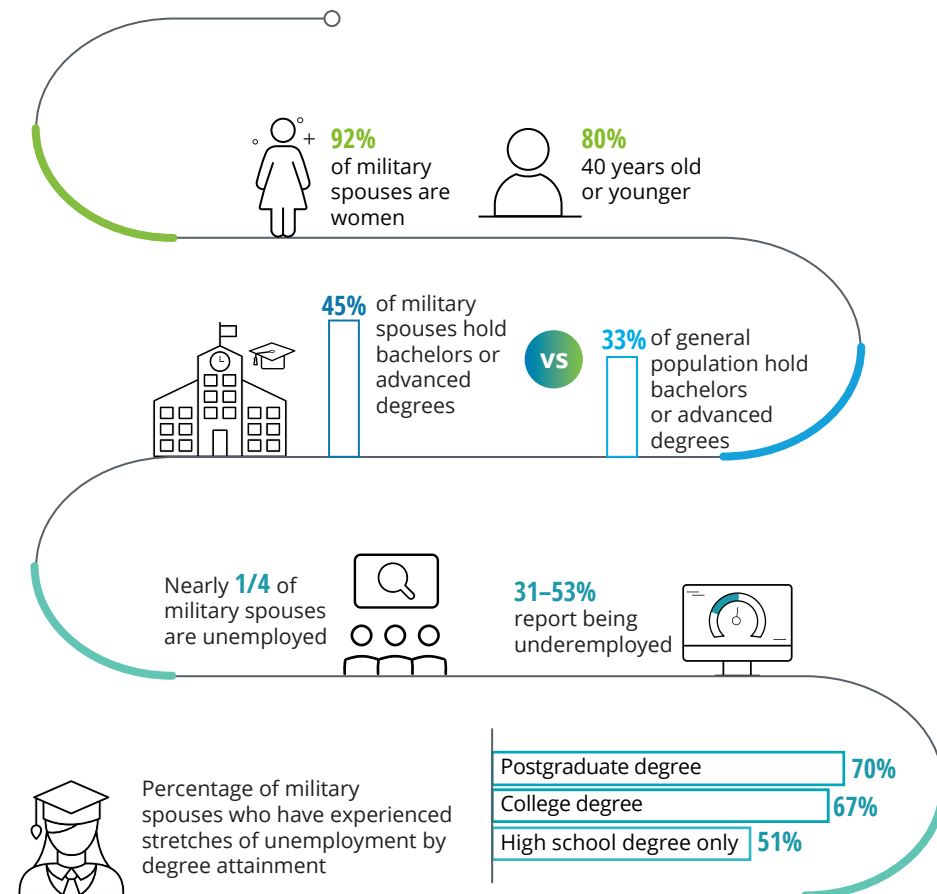 92%
of military
spouses are
women
80%
40 years old
or younger
45% of military
spouses hold
bachelors or
advanced
degrees
vs
33% of general
population hold
bachelors
or advanced
degrees
Nearly 1/4 of
military spouses
are unemployed
31–53%
report being
underemployed
Percentage of military
spouses who have experienced
stretches of unemployment by
degree attainment
Postgraduate degree 70%
College degree 67%
High school degree only 51%